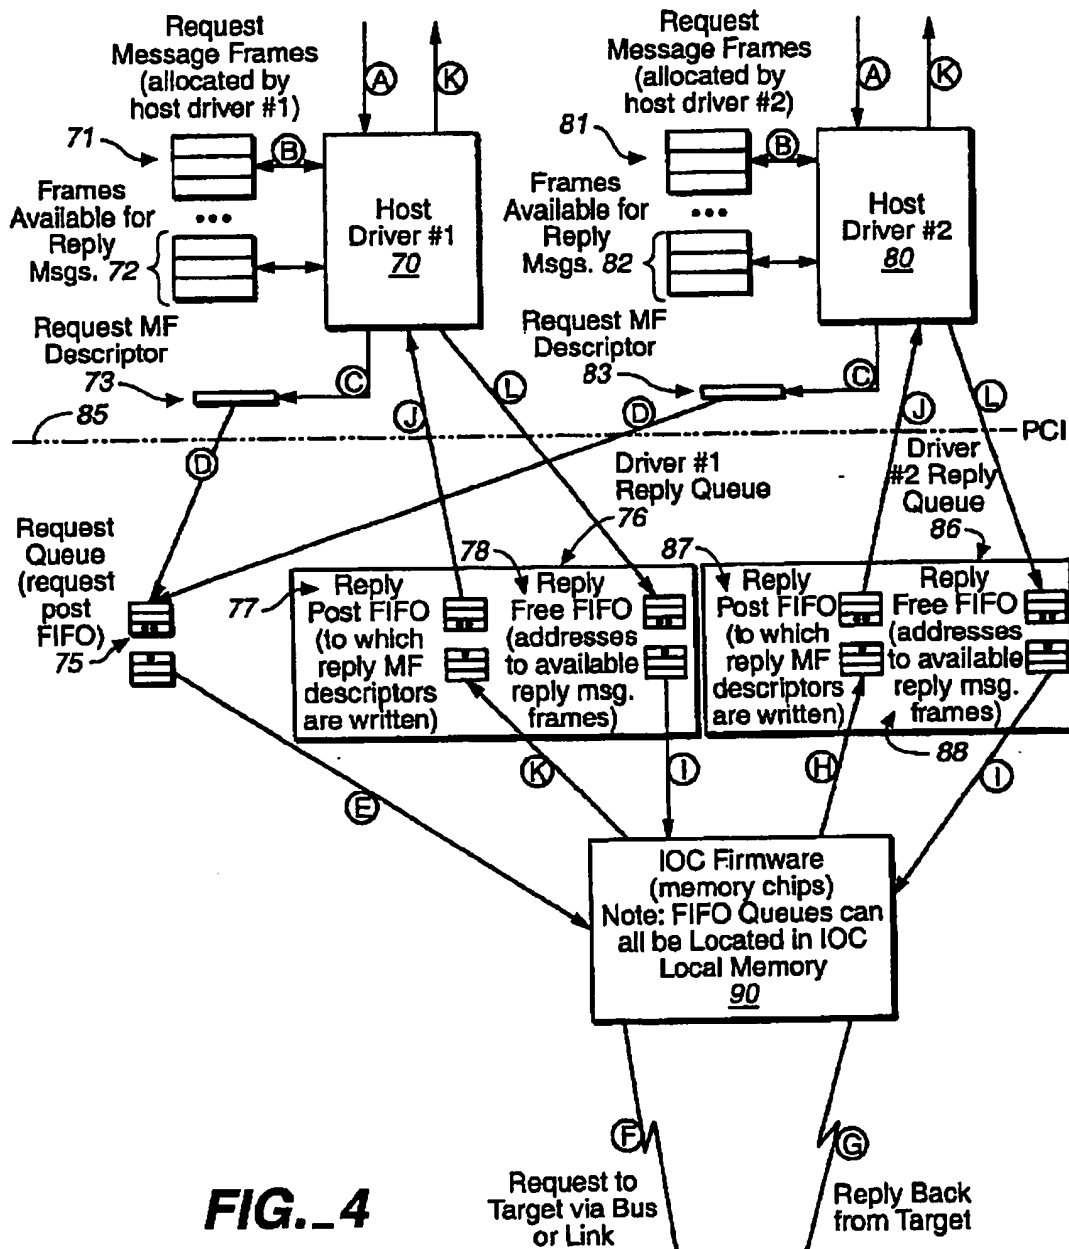 Request
Message Frames
(allocated by
host driver #1)
71
A
K
B
Frames
Available for
Reply
Msgs. 72
Host
Driver #1
70
Request MF
Descriptor
73
C
85
D
J
L
Request
Message Frames
(allocated by
host driver #2)
81
A
K
B
Frames
Available for
Reply
Msgs. 82
Host
Driver #2
80
Request MF
Descriptor
83
C
D
J
L
PCI
Driver #1
Reply Queue
76
Driver
#2 Reply
Queue
86
Request
Queue
(request
post
FIFO)
75
77
Reply
Post FIFO
(to which
reply MF
descriptors
are written)
78
Reply
Free FIFO
(addresses
to available
reply msg.
frames)
87
Reply
Post FIFO
(to which
reply MF
descriptors
are written)
Reply
Free FIFO
(addresses
to available
reply msg.
frames)
88
E
K
I
H
I
IOC Firmware
(memory chips)
Note: FIFO Queues can
all be Located in IOC
Local Memory
90
F
G
Request to
Target via Bus
or Link
Reply Back
from Target
FIG._4